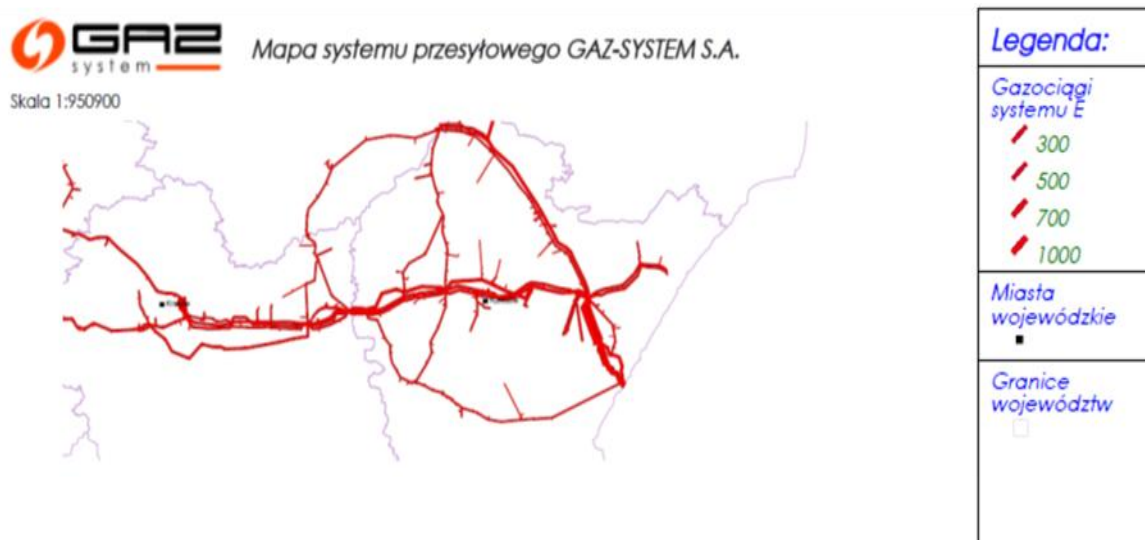 GAZ
system
Mapa systemu przesyłowego GAZ-SYSTEM S.A.
Skala 1:950900
Legenda:
Gazociągi
systemu E
300
500
700
1000
Miasta
wojewódzkie
Granice
województw